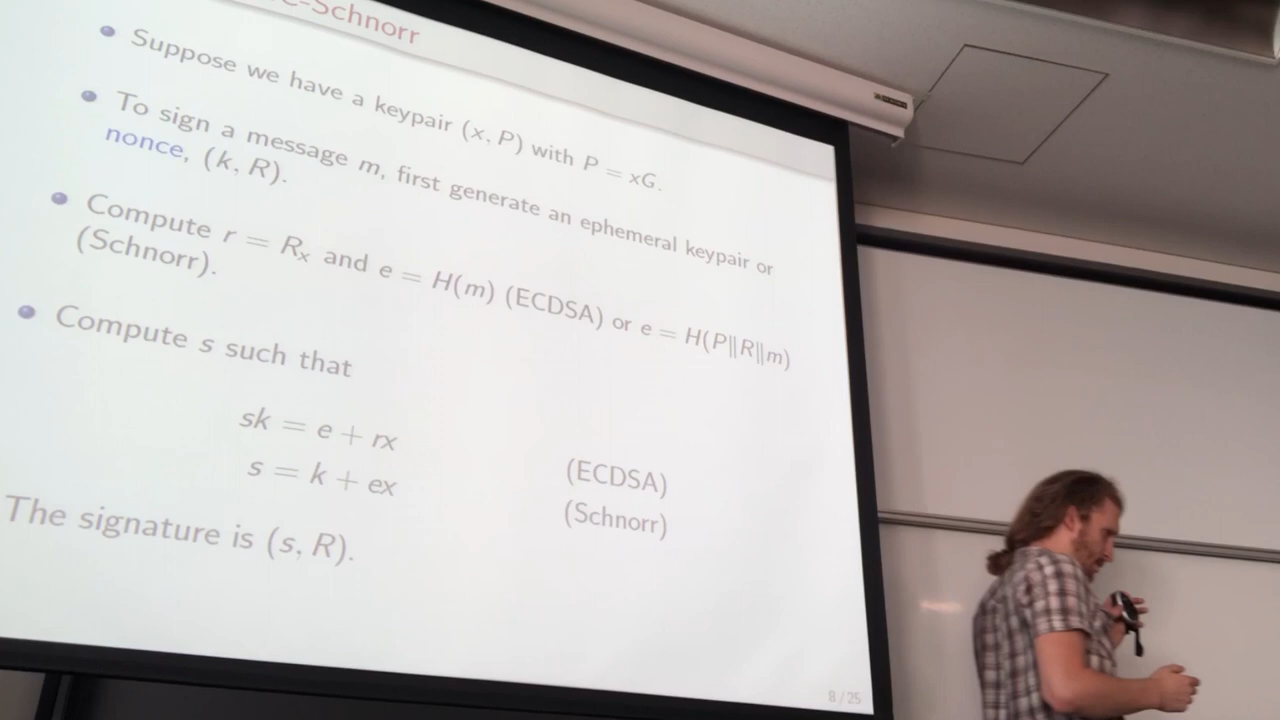 -Schnorr
Suppose we have a keypair (x, P) with P = xG.
To sign a message m, first generate an ephemeral keypair or
nonce, (k, R).
Compute r = Rₓ and e = H(m) (ECDSA) or e = H(P‖R‖m)
(Schnorr).
Compute s such that
sk = e + rx (ECDSA)
s = k + ex (Schnorr)
The signature is (s, R).
8 / 25